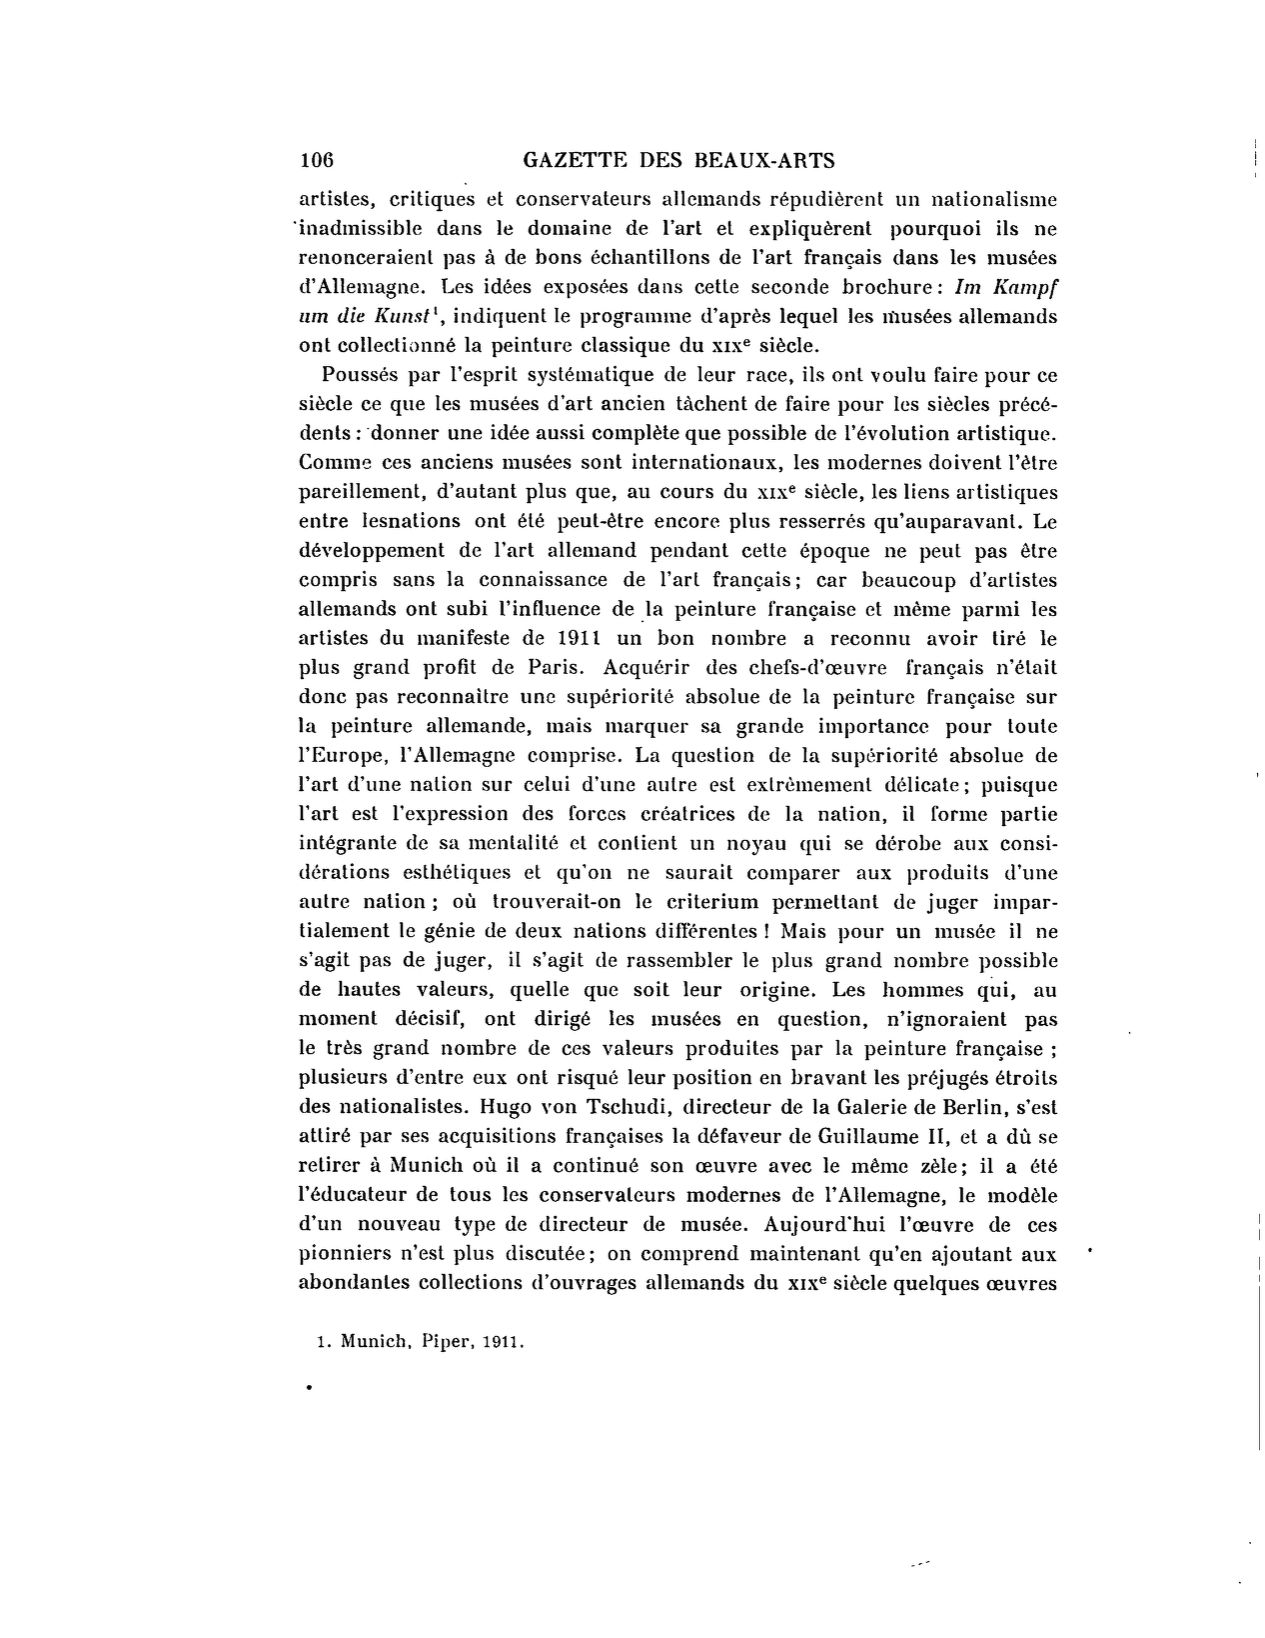 106 GAZETTE DES BEAUX-ARTS
artistes, critiques et conservateurs allemands répudièrent un nationalisme
inadmissible dans le domaine de l'art et expliquèrent pourquoi ils ne
renonceraient pas à de bons échantillons de l'art français dans les musées
d'Allemagne. Les idées exposées dans cette seconde brochure : Im Kampf
um die Kunst¹, indiquent le programme d'après lequel les musées allemands
ont collectionné la peinture classique du XIXe siècle.
Poussés par l'esprit systématique de leur race, ils ont voulu faire pour ce
siècle ce que les musées d'art ancien tâchent de faire pour les siècles précé-
dents : donner une idée aussi complète que possible de l'évolution artistique.
Comme ces anciens musées sont internationaux, les modernes doivent l'être
pareillement, d'autant plus que, au cours du XIXe siècle, les liens artistiques
entre lesnations ont été peut-être encore plus resserrés qu'auparavant. Le
développement de l'art allemand pendant cette époque ne peut pas être
compris sans la connaissance de l'art français ; car beaucoup d'artistes
allemands ont subi l'influence de la peinture française et même parmi les
artistes du manifeste de 1911 un bon nombre a reconnu avoir tiré le
plus grand profit de Paris. Acquérir des chefs-d'œuvre français n'était
donc pas reconnaître une supériorité absolue de la peinture française sur
la peinture allemande, mais marquer sa grande importance pour toute
l'Europe, l'Allemagne comprise. La question de la supériorité absolue de
l'art d'une nation sur celui d'une autre est extrèmement délicate ; puisque
l'art est l'expression des forces créatrices de la nation, il forme partie
intégrante de sa mentalité et contient un noyau qui se dérobe aux consi-
dérations esthétiques et qu'on ne saurait comparer aux produits d'une
autre nation ; où trouverait-on le criterium permettant de juger impar-
tialement le génie de deux nations différentes ! Mais pour un musée il ne
s'agit pas de juger, il s'agit de rassembler le plus grand nombre possible
de hautes valeurs, quelle que soit leur origine. Les hommes qui, au
moment décisif, ont dirigé les musées en question, n'ignoraient pas
le très grand nombre de ces valeurs produites par la peinture française ;
plusieurs d'entre eux ont risqué leur position en bravant les préjugés étroits
des nationalistes. Hugo von Tschudi, directeur de la Galerie de Berlin, s'est
attiré par ses acquisitions françaises la défaveur de Guillaume II, et a dû se
retirer à Munich où il a continué son œuvre avec le même zèle ; il a été
l'éducateur de tous les conservateurs modernes de l'Allemagne, le modèle
d'un nouveau type de directeur de musée. Aujourd'hui l'œuvre de ces
pionniers n'est plus discutée ; on comprend maintenant qu'en ajoutant aux
abondantes collections d'ouvrages allemands du XIXe siècle quelques œuvres
1. Munich, Piper, 1911.